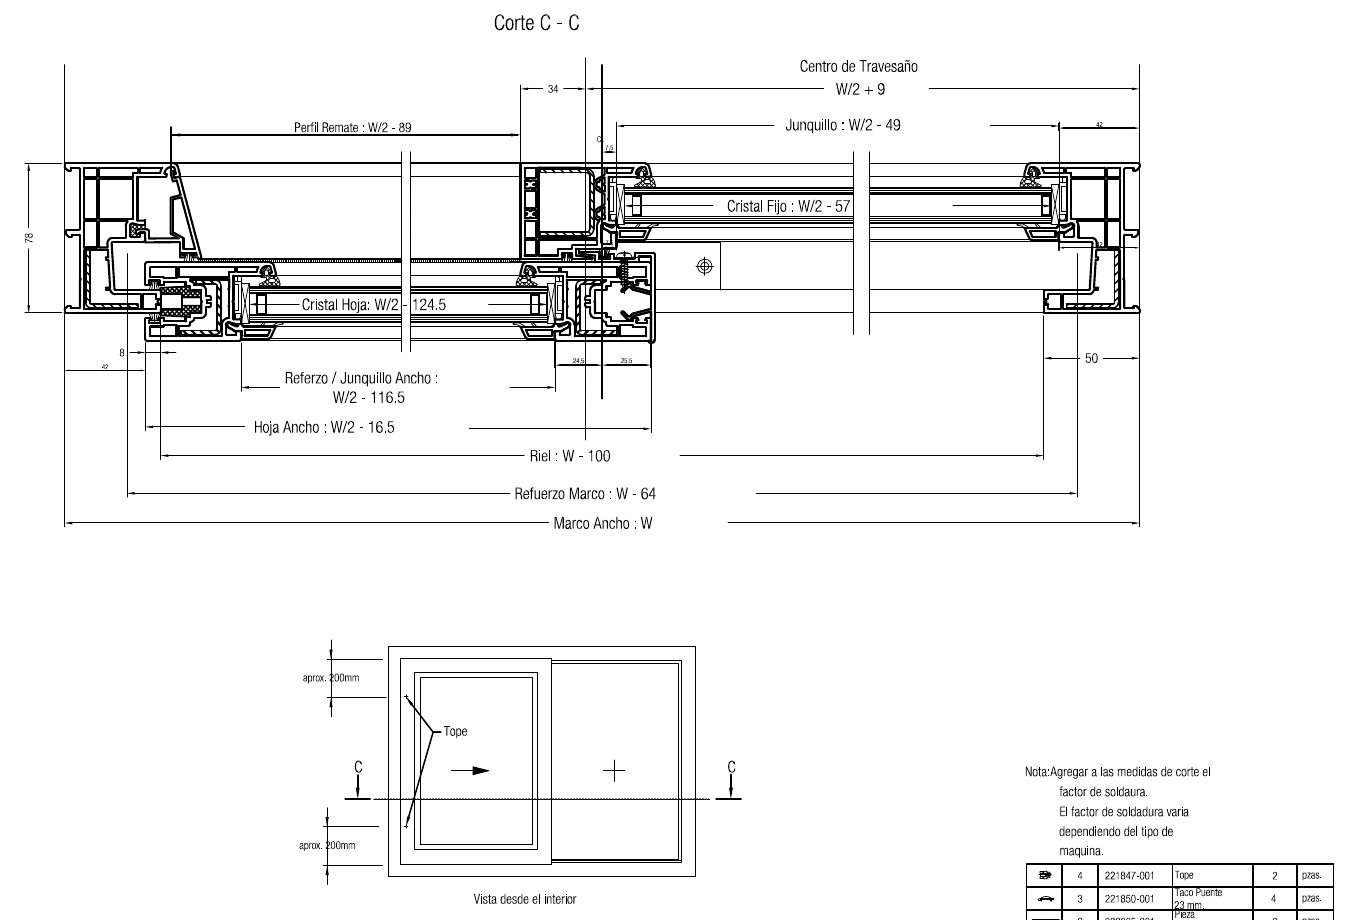 Corte C - C
Centro de Travesaño
W/2 + 9
34
Junquillo : W/2 - 49
42
Perfil Remate : W/2 - 89
C
7,5
Cristal Fijo : W/2 - 57
78
Cristal Hoja: W/2 - 124.5
8
42
24,5
25,5
50
Referzo / Junquillo Ancho :
W/2 - 116.5
Hoja Ancho : W/2 - 16.5
Riel : W - 100
Refuerzo Marco : W - 64
Marco Ancho : W
aprox. 200mm
Tope
C
C
aprox. 200mm
Vista desde el interior
Nota:Agregar a las medidas de corte el
factor de soldaura.
El factor de soldadura varia
dependiendo del tipo de
maquina.
4 221847-001 Tope 2 pzas.
3 221850-001 Taco Puente 23 mm. 4 pzas.
Pieza